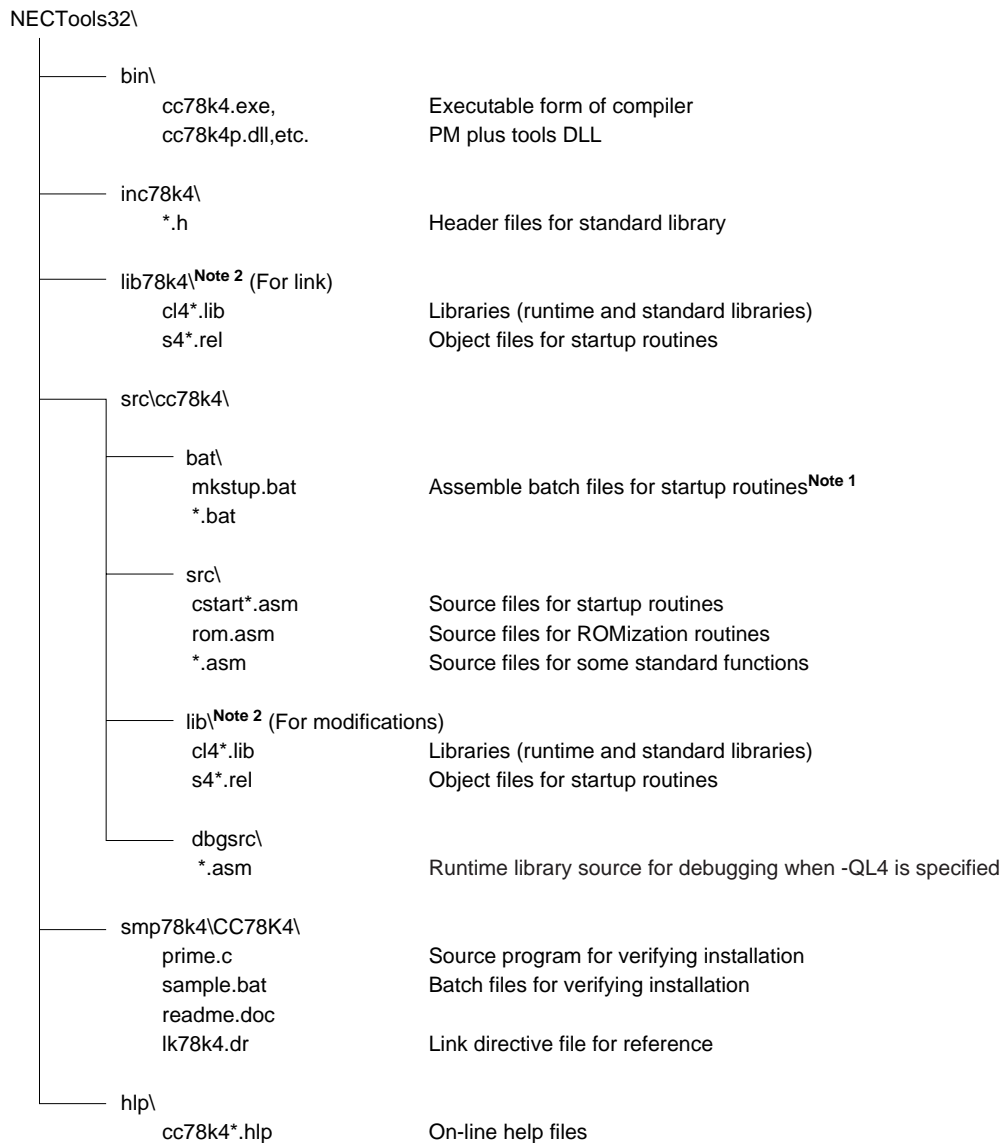 NECTools32\
bin\
cc78k4.exe, Executable form of compiler
cc78k4p.dll,etc. PM plus tools DLL
inc78k4\
*.h Header files for standard library
lib78k4\Note 2 (For link)
cl4*.lib Libraries (runtime and standard libraries)
s4*.rel Object files for startup routines
src\cc78k4\
bat\
mkstup.bat Assemble batch files for startup routinesNote 1
*.bat
src\
cstart*.asm Source files for startup routines
rom.asm Source files for ROMization routines
*.asm Source files for some standard functions
lib\Note 2 (For modifications)
cl4*.lib Libraries (runtime and standard libraries)
s4*.rel Object files for startup routines
dbgsrc\
*.asm Runtime library source for debugging when -QL4 is specified
smp78k4\CC78K4\
prime.c Source program for verifying installation
sample.bat Batch files for verifying installation
readme.doc
lk78k4.dr Link directive file for reference
hlp\
cc78k4*.hlp On-line help files